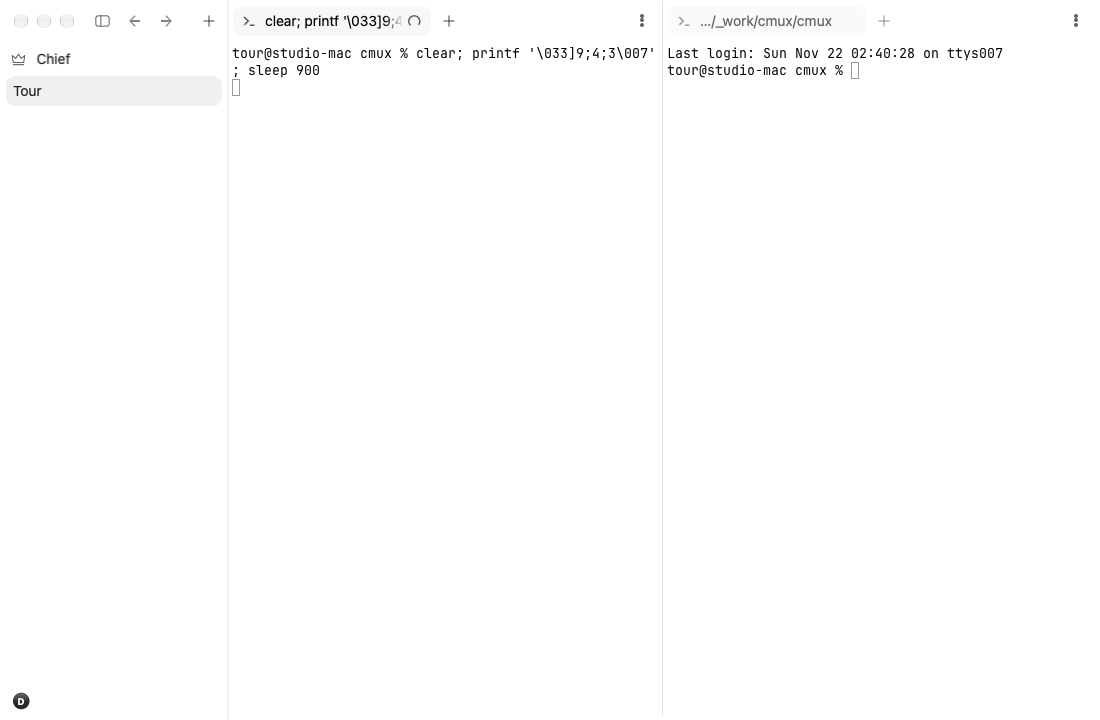 clear; printf '\033]9;4
.../_work/cmux/cmux
Chief
Tour
tour@studio-mac cmux % clear; printf '\033]9;4;3\007'
; sleep 900
Last login: Sun Nov 22 02:40:28 on ttys007
tour@studio-mac cmux %
D